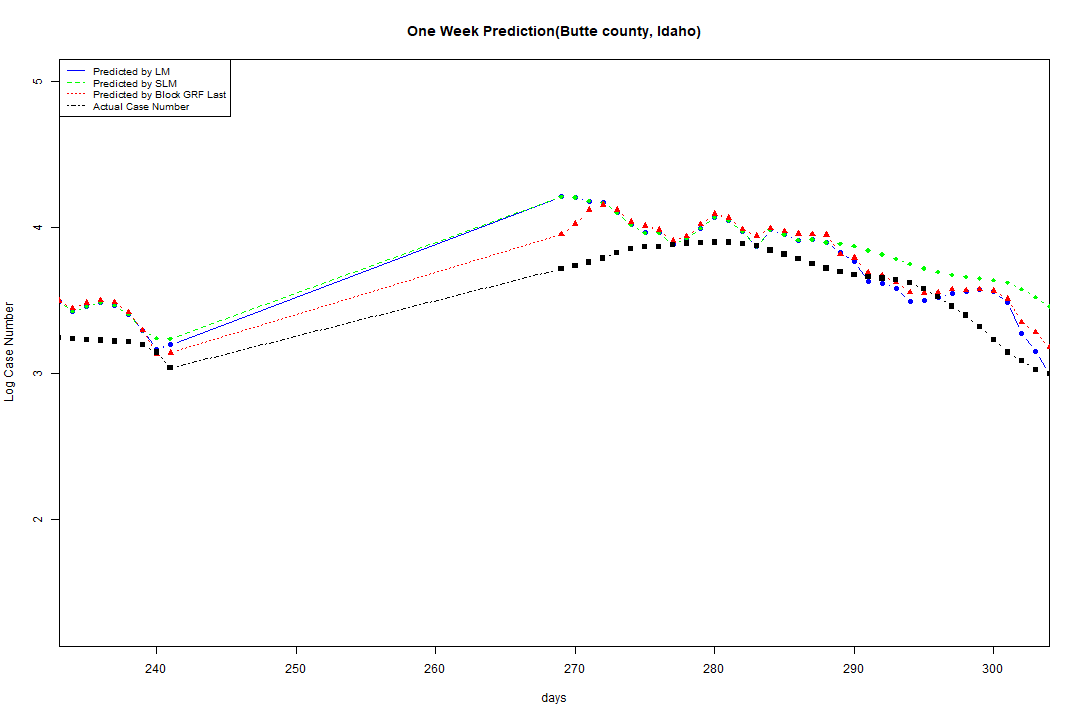 One Week Prediction(Butte county, Idaho)
Predicted by LM
Predicted by SLM
Predicted by Block GRF Last
Actual Case Number
5
4
3
2
Log Case Number
240 250 260 270 280 290 300
days